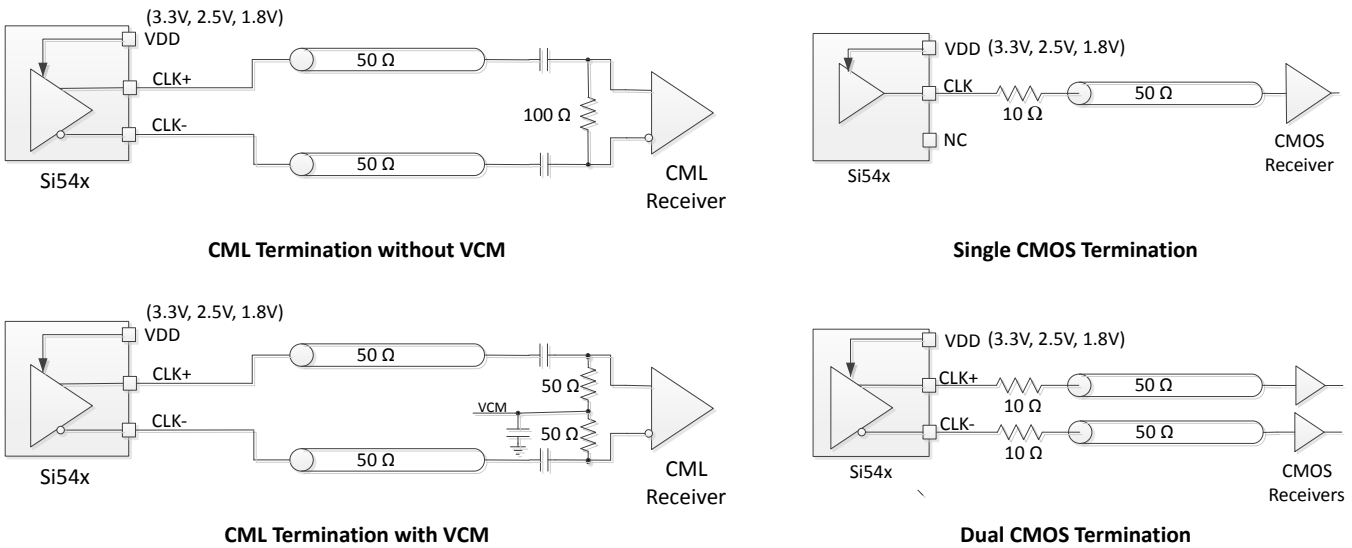 (3.3V, 2.5V, 1.8V)
VDD
CLK+
CLK-
50 Ω
50 Ω
100 Ω
Si54x
CML
Receiver
CML Termination without VCM
VDD (3.3V, 2.5V, 1.8V)
CLK
10 Ω
50 Ω
NC
Si54x
CMOS
Receiver
Single CMOS Termination
(3.3V, 2.5V, 1.8V)
VDD
CLK+
CLK-
50 Ω
50 Ω
50 Ω
VCM
50 Ω
Si54x
CML
Receiver
CML Termination with VCM
VDD (3.3V, 2.5V, 1.8V)
CLK+
10 Ω
50 Ω
CLK-
10 Ω
50 Ω
Si54x
CMOS
Receivers
Dual CMOS Termination